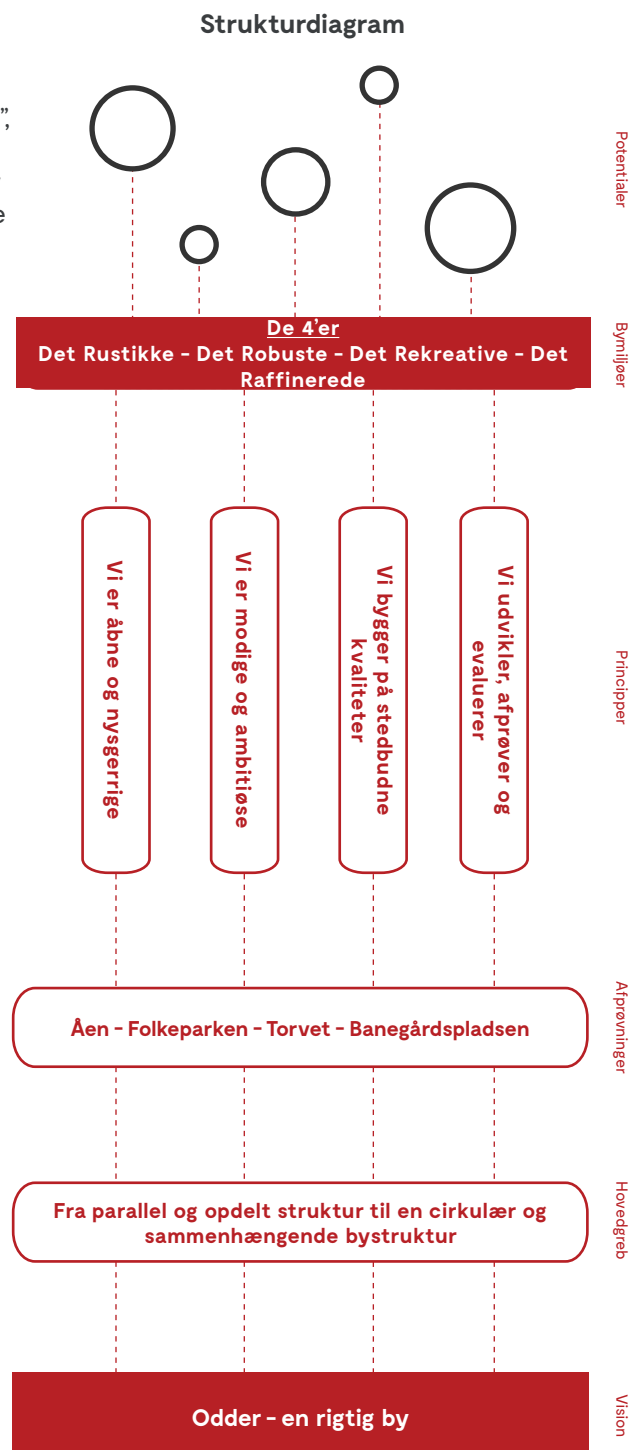 Strukturdiagram
”,
e
Potentialer
De 4’er
Det Rustikke - Det Robuste - Det Rekreative - Det
Raffinerede
Bymiljøer
Vi er åbne og nysgerrige
Vi er modige og ambitiøse
Vi bygger på stedbudne
kvaliteter
Vi udvikler, afprøver og
evaluerer
Principper
Åen - Folkeparken - Torvet - Banegårdspladsen
Afprøvninger
Fra parallel og opdelt struktur til en cirkulær og
sammenhængende bystruktur
Hovedgreb
Odder - en rigtig by
Vision